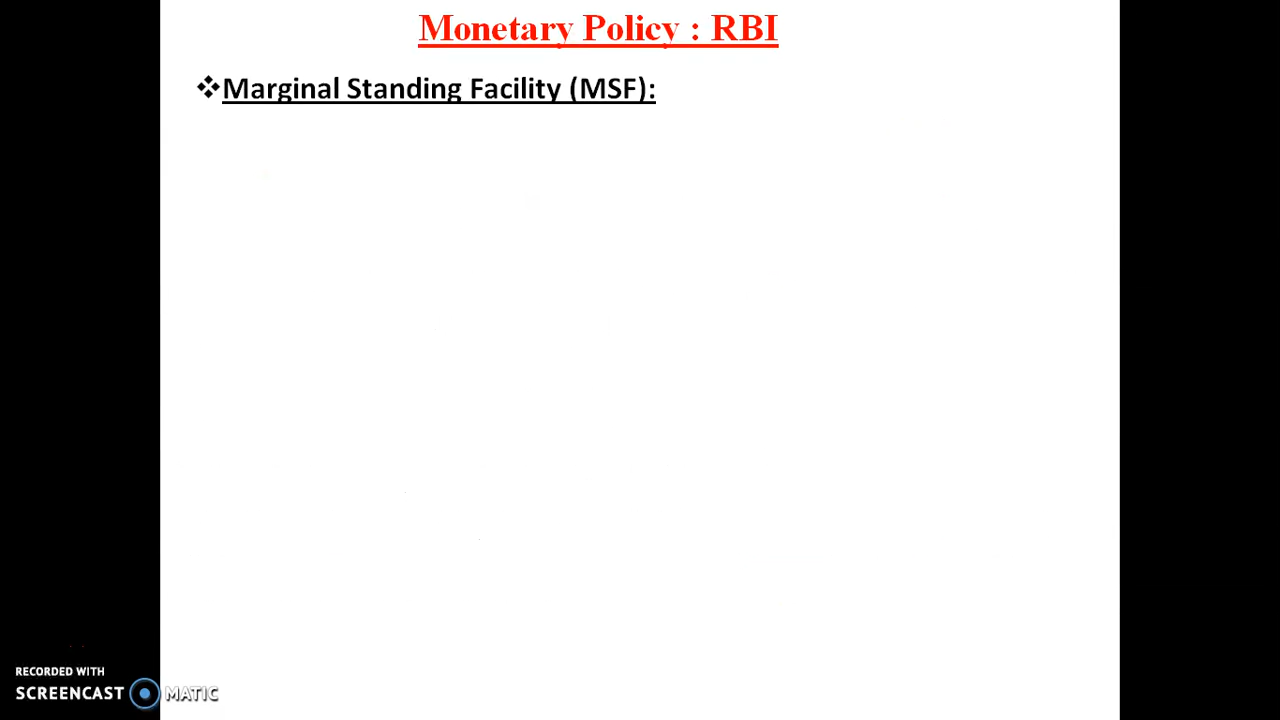 Monetary Policy : RBI
❖Marginal Standing Facility (MSF):
RECORDED WITH
SCREENCAST MATIC